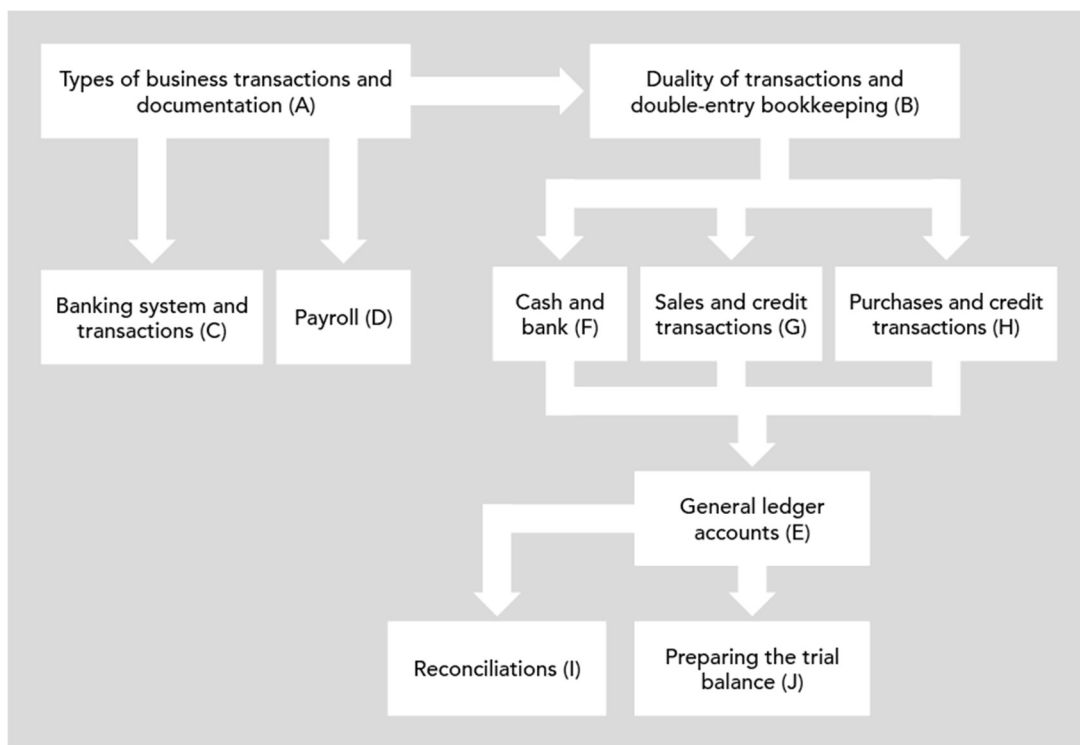 Types of business transactions and
documentation (A)
Duality of transactions and
double-entry bookkeeping (B)
Banking system and
transactions (C)
Payroll (D)
Cash and
bank (F)
Sales and credit
transactions (G)
Purchases and credit
transactions (H)
General ledger
accounts (E)
Reconciliations (I)
Preparing the trial
balance (J)